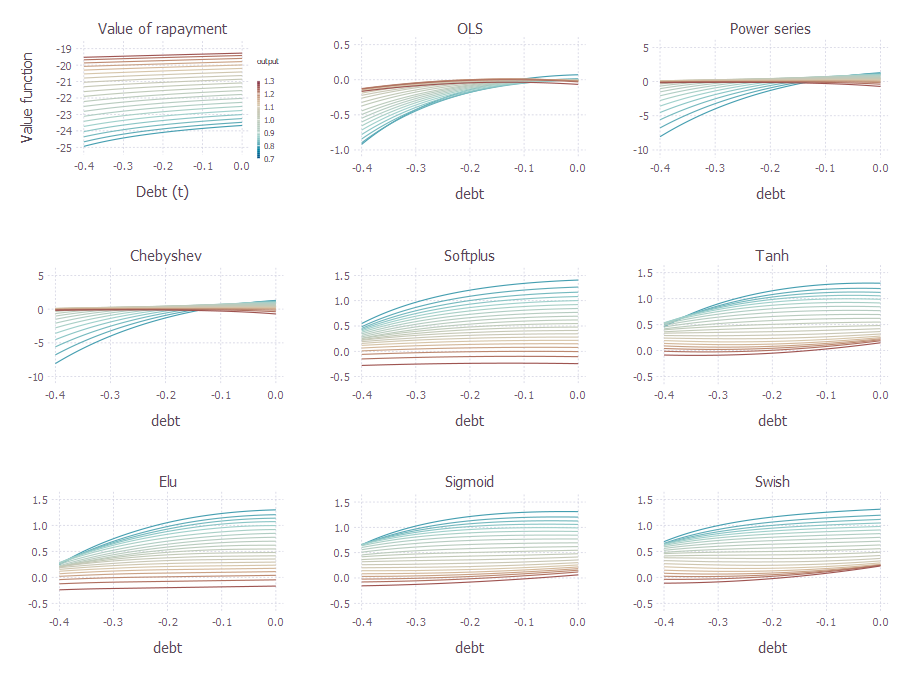 Value of rapayment
OLS
Power series
Value function
-19
-20
-21
-22
-23
-24
-25
output
1.3
1.2
1.1
1.0
0.9
0.8
0.7
-0.4 -0.3 -0.2 -0.1 0.0
Debt (t)
0.5
0.0
-0.5
-1.0
-0.4 -0.3 -0.2 -0.1 0.0
debt
5
0
-5
-10
-0.4 -0.3 -0.2 -0.1 0.0
debt
Chebyshev
Softplus
Tanh
5
0
-5
-10
-0.4 -0.3 -0.2 -0.1 0.0
debt
1.5
1.0
0.5
0.0
-0.5
-0.4 -0.3 -0.2 -0.1 0.0
debt
1.5
1.0
0.5
0.0
-0.5
-0.4 -0.3 -0.2 -0.1 0.0
debt
Elu
Sigmoid
Swish
1.5
1.0
0.5
0.0
-0.5
-0.4 -0.3 -0.2 -0.1 0.0
debt
1.5
1.0
0.5
0.0
-0.5
-0.4 -0.3 -0.2 -0.1 0.0
debt
1.5
1.0
0.5
0.0
-0.5
-0.4 -0.3 -0.2 -0.1 0.0
debt